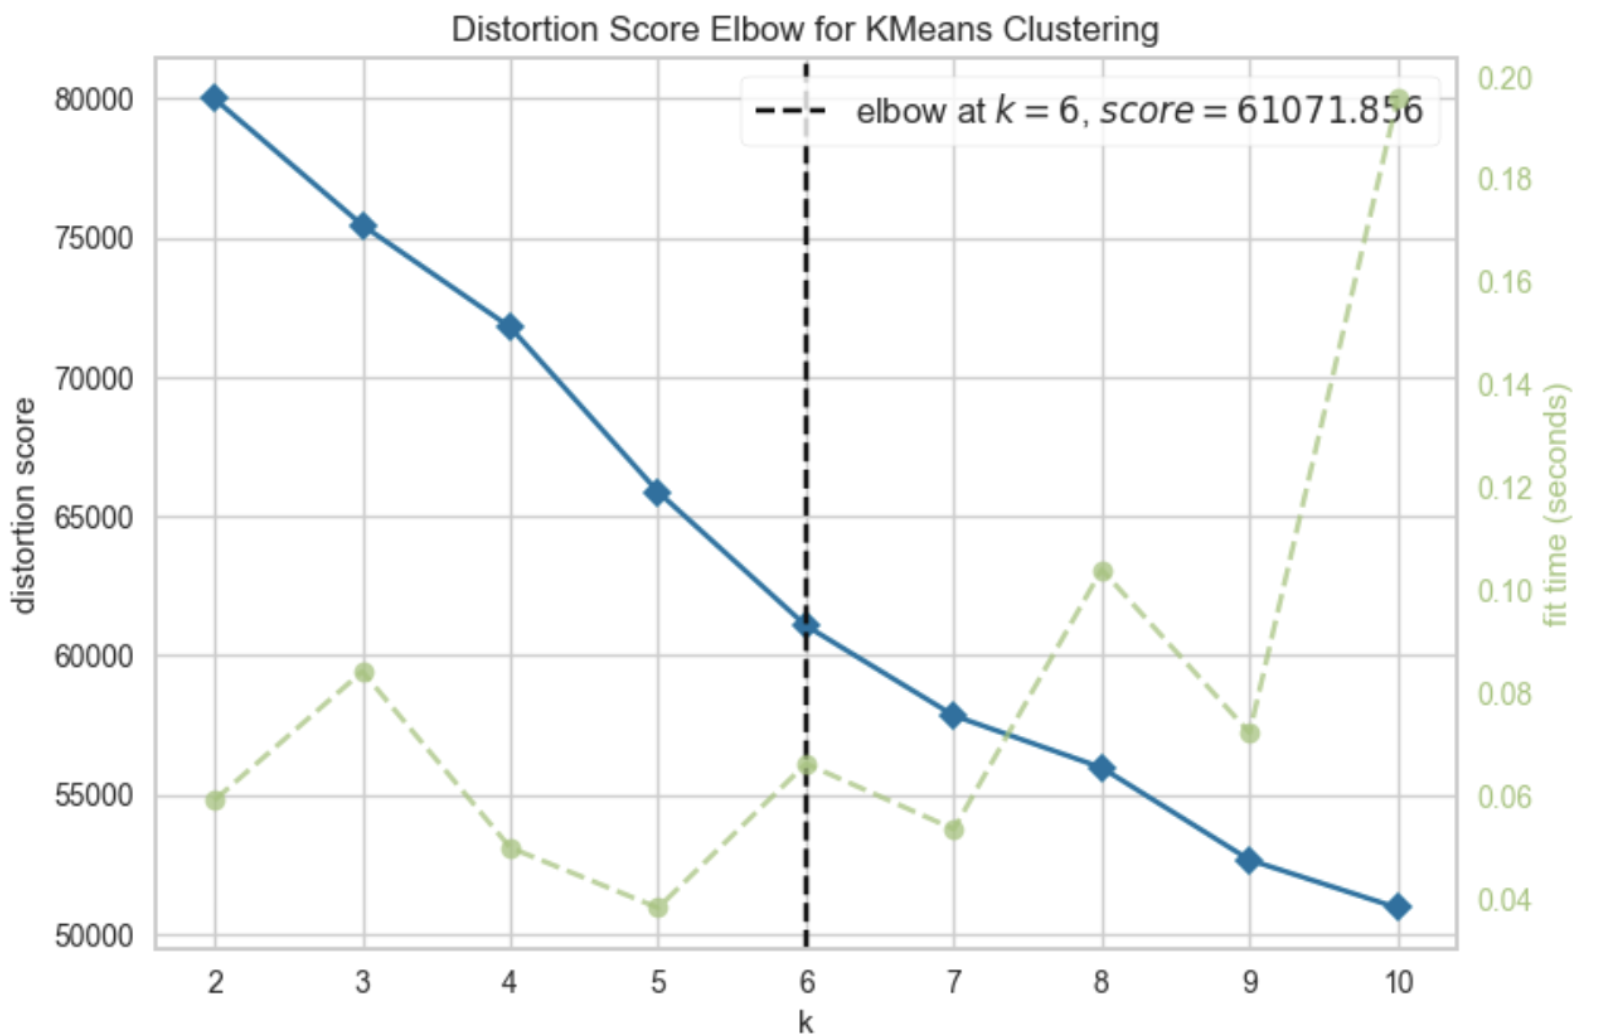 Distortion Score Elbow for KMeans Clustering
elbow at k = 6, score = 61071.856
80000
75000
70000
65000
60000
55000
50000
distortion score
0.20
0.18
0.16
0.14
0.12
0.10
0.08
0.06
0.04
fit time (seconds)
2 3 4 5 6 7 8 9 10
k